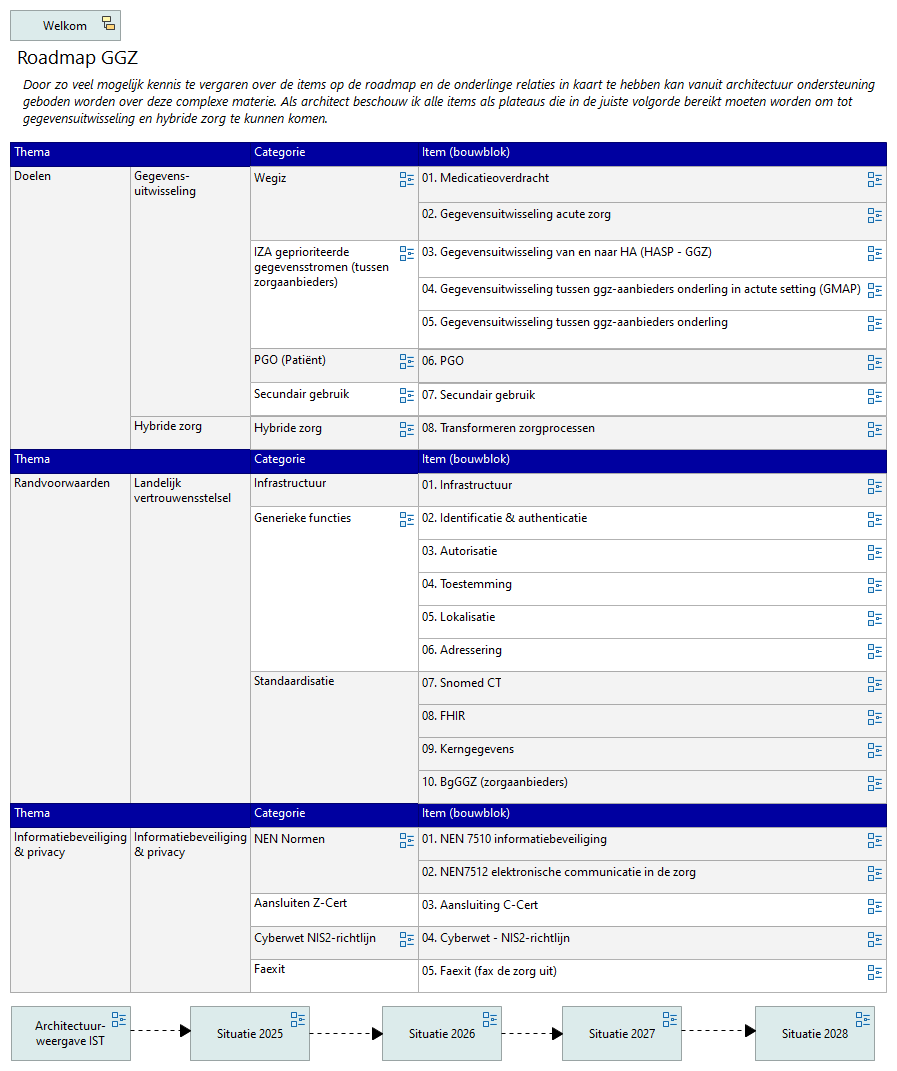 Welkom
Roadmap GGZ
Door zo veel mogelijk kennis te vergaren over de items op de roadmap en de onderlinge relaties in kaart te hebben kan vanuit architectuur ondersteuning
geboden worden over deze complexe materie. Als architect beschouw ik alle items als plateaus die in de juiste volgorde bereikt moeten worden om tot
gegevensuitwisseling en hybride zorg te kunnen komen.
Thema Categorie Item (bouwblok)
Doelen
Gegevens-
uitwisseling
Wegiz
01. Medicatieoverdracht
02. Gegevensuitwisseling acute zorg
IZA geprioriteerde
gegevensstromen (tussen
zorgaanbieders)
03. Gegevensuitwisseling van en naar HA (HASP - GGZ)
04. Gegevensuitwisseling tussen ggz-aanbieders onderling in actute setting (GMAP)
05. Gegevensuitwisseling tussen ggz-aanbieders onderling
PGO (Patiënt)
06. PGO
Secundair gebruik
07. Secundair gebruik
Hybride zorg
Hybride zorg
08. Transformeren zorgprocessen
Thema Categorie Item (bouwblok)
Randvoorwaarden
Landelijk
vertrouwensstelsel
Infrastructuur
01. Infrastructuur
Generieke functies
02. Identificatie & authenticatie
03. Autorisatie
04. Toestemming
05. Lokalisatie
06. Adressering
Standaardisatie
07. Snomed CT
08. FHIR
09. Kerngegevens
10. BgGGZ (zorgaanbieders)
Thema Categorie Item (bouwblok)
Informatiebeveiliging
& privacy
Informatiebeveiliging
& privacy
NEN Normen
01. NEN 7510 informatiebeveiliging
02. NEN7512 elektronische communicatie in de zorg
Aansluiten Z-Cert
03. Aansluiting C-Cert
Cyberwet NIS2-richtlijn
04. Cyberwet - NIS2-richtlijn
Faexit
05. Faexit (fax de zorg uit)
Architectuur-
weergave IST
Situatie 2025
Situatie 2026
Situatie 2027
Situatie 2028